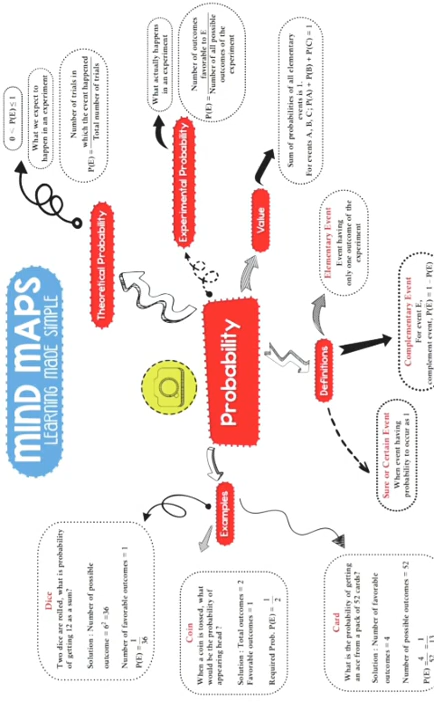 MIND MAPS
LEARNING MADE SIMPLE
Probability
Theoretical Probability
0 ≤ P(E) ≤ 1
What we expect to
happen in an experiment
Number of trials in
which the event happened
P(E) = Total number of trials
Experimental Probability
What actually happens
in an experiment
Number of outcomes
favorable to E
P(E) = Number of all possible
outcomes of the
experiment
Value
Sum of probabilities of all elementary
events is 1.
For events A, B, C; P(A) + P(B) + P(C) = 1
Definitions
Elementary Event
Event having
only one outcome of the
experiment
Complementary Event
For event E,
complement event, P(E) = 1 - P(E)
Sure or Certain Event
When event having
probability to occur as 1
Examples
Dice
Two dice are rolled, what is probability
of getting 12 as a sum?
Solution : Number of possible
outcome = 6² =36
Number of favorable outcomes = 1
P(E) = 1/36
Coin
When a coin is tossed, what
would be the probability of
appearing head ?
Solution : Total outcomes = 2
Favorable outcomes = 1
Required Prob. P(E) = 1/2
Card
What is the probability of getting
an ace from a pack of 52 cards?
Solution : Number of favorable
outcomes = 4
Number of possible outcomes = 52
P(E) = 4/52 = 1/13